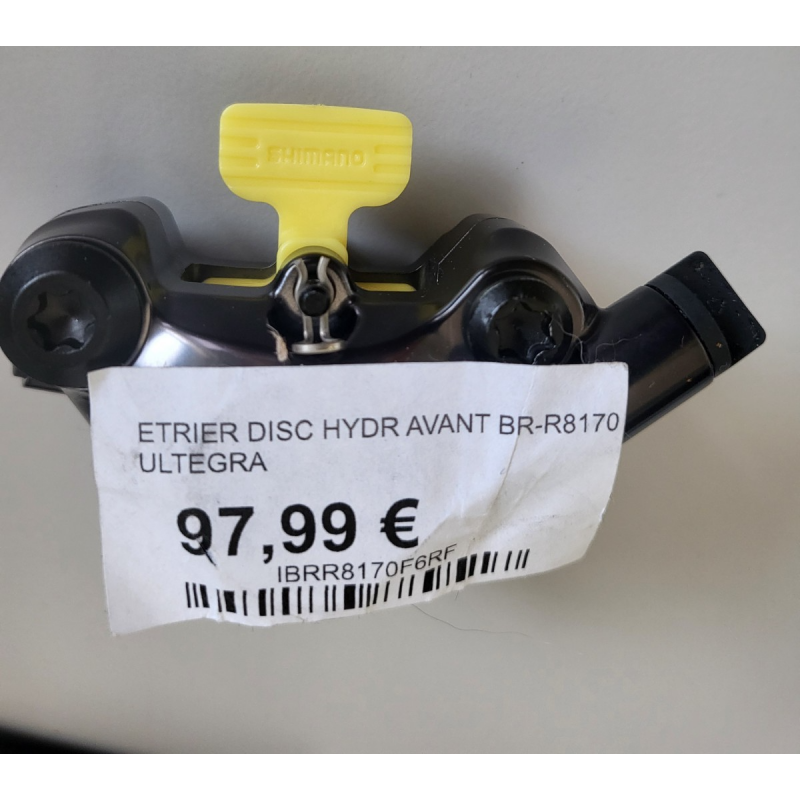 SHIMANO
ETRIER DISC HYDR AVANT BR-R8170
ULTEGRA
97,99 €
IBRR8170F6RF